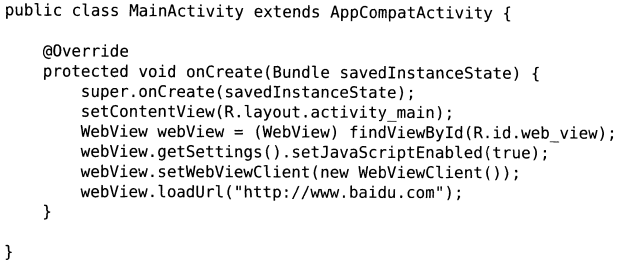 public class MainActivity extends AppCompatActivity {
@Override
protected void onCreate(Bundle savedInstanceState) {
super.onCreate(savedInstanceState);
setContentView(R.layout.activity_main);
WebView webView = (WebView) findViewById(R.id.web_view);
webView.getSettings().setJavaScriptEnabled(true);
webView.setWebViewClient(new WebViewClient());
webView.loadUrl("http://www.baidu.com");
}
}